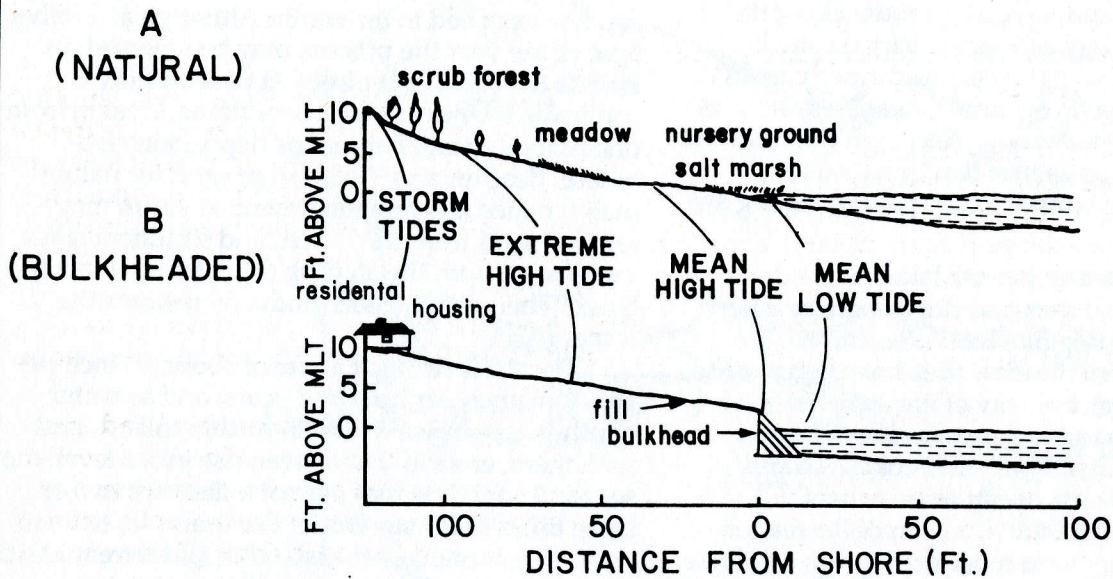 A
(NATURAL)
scrub forest
meadow
nursery ground
salt marsh
10
5
0
Ft. ABOVE MLT
STORM
TIDES
EXTREME
HIGH TIDE
MEAN
HIGH TIDE
MEAN
LOW TIDE
B
(BULKHEADED)
residental
housing
10
5
0
FT. ABOVE MLT
fill
bulkhead
100 50 0 50 100
DISTANCE FROM SHORE (Ft.)